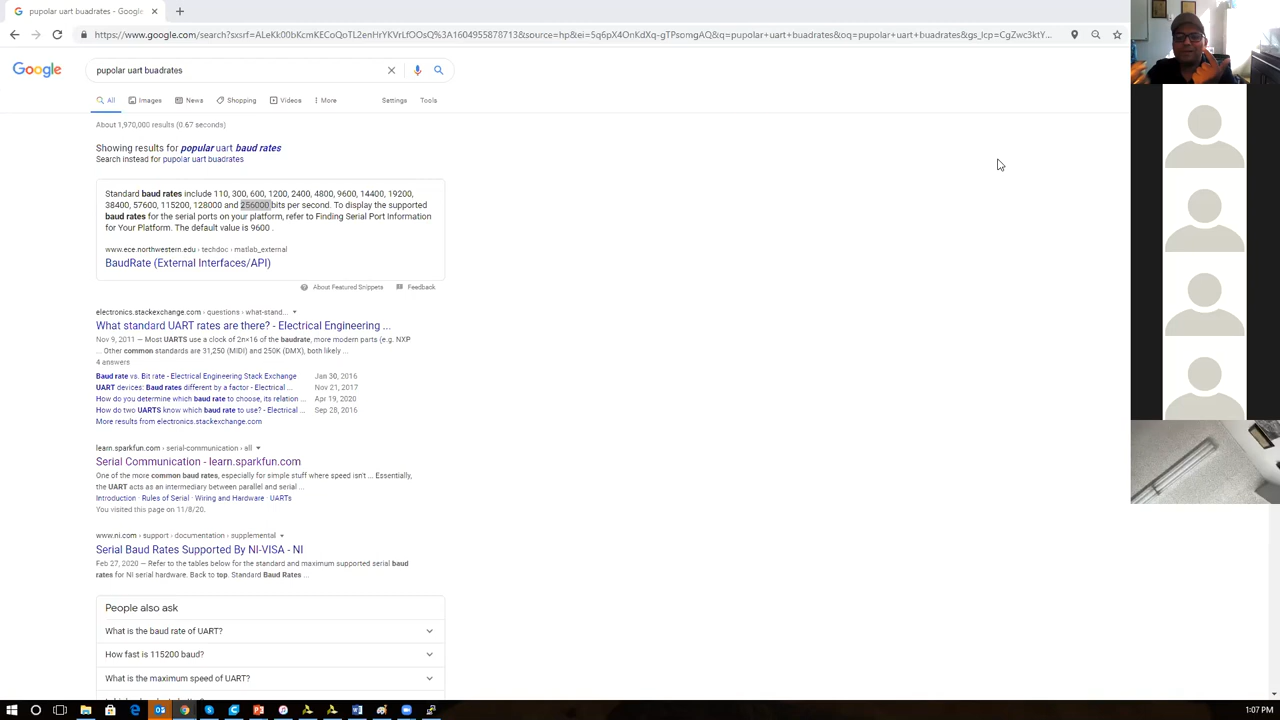 pupolar uart buadrates - Google
https://www.google.com/search?sxsrf=ALeKk00bKcmKECoQoTL2enHrYKVrLfOOsQ%3A1604955878713&source=hp&ei=5q6pX4OnKdXq-gTPsomgAQ&q=pupolar+uart+buadrates&oq=pupolar+uart+buadrates&gs_lcp=CgZwc3ktY...
Google
pupolar uart buadrates
All Images News Shopping Videos More Settings Tools
About 1,970,000 results (0.67 seconds)
Showing results for popular uart baud rates
Search instead for pupolar uart buadrates
Standard baud rates include 110, 300, 600, 1200, 2400, 4800, 9600, 14400, 19200,
38400, 57600, 115200, 128000 and 256000 bits per second. To display the supported
baud rates for the serial ports on your platform, refer to Finding Serial Port Information
for Your Platform. The default value is 9600 .
www.ece.northwestern.edu › techdoc › matlab_external
BaudRate (External Interfaces/API)
About Featured Snippets Feedback
electronics.stackexchange.com › questions › what-stand...
What standard UART rates are there? - Electrical Engineering ...
Nov 9, 2011 — Most UARTS use a clock of 2n×16 of the baudrate, more modern parts (e.g. NXP
... Other common standards are 31,250 (MIDI) and 250K (DMX), both likely ...
4 answers
Baud rate vs. Bit rate - Electrical Engineering Stack Exchange Jan 30, 2016
UART devices: Baud rates different by a factor - Electrical ... Nov 21, 2017
How do you determine which baud rate to choose, its relation ... Apr 19, 2020
How do two UARTS know which baud rate to use? - Electrical ... Sep 28, 2016
More results from electronics.stackexchange.com
learn.sparkfun.com › serial-communication › all
Serial Communication - learn.sparkfun.com
One of the more common baud rates, especially for simple stuff where speed isn't ... Essentially,
the UART acts as an intermediary between parallel and serial ...
Introduction · Rules of Serial · Wiring and Hardware · UARTs
You visited this page on 11/8/20.
www.ni.com › support › documentation › supplemental
Serial Baud Rates Supported By NI-VISA - NI
Feb 27, 2020 — Refer to the tables below for the standard and maximum supported serial baud
rates for NI serial hardware. Back to top. Standard Baud Rates ...
People also ask
What is the baud rate of UART?
How fast is 115200 baud?
What is the maximum speed of UART?
1:07 PM